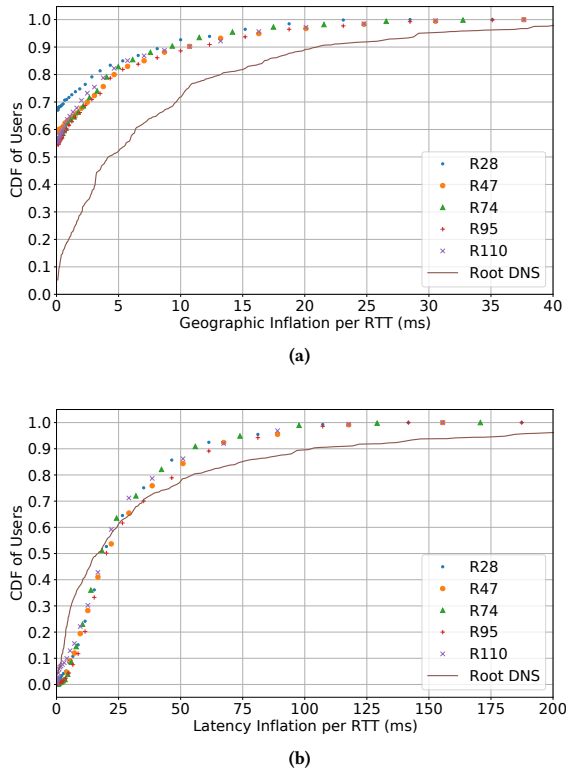 1.0
0.9
0.8
0.7
0.6
0.5
0.4
0.3
0.2
0.1
0.0
CDF of Users
R28
R47
R74
R95
R110
Root DNS
0 5 10 15 20 25 30 35 40
Geographic Inflation per RTT (ms)
(a)
1.0
0.9
0.8
0.7
0.6
0.5
0.4
0.3
0.2
0.1
0.0
CDF of Users
R28
R47
R74
R95
R110
Root DNS
0 25 50 75 100 125 150 175 200
Latency Inflation per RTT (ms)
(b)